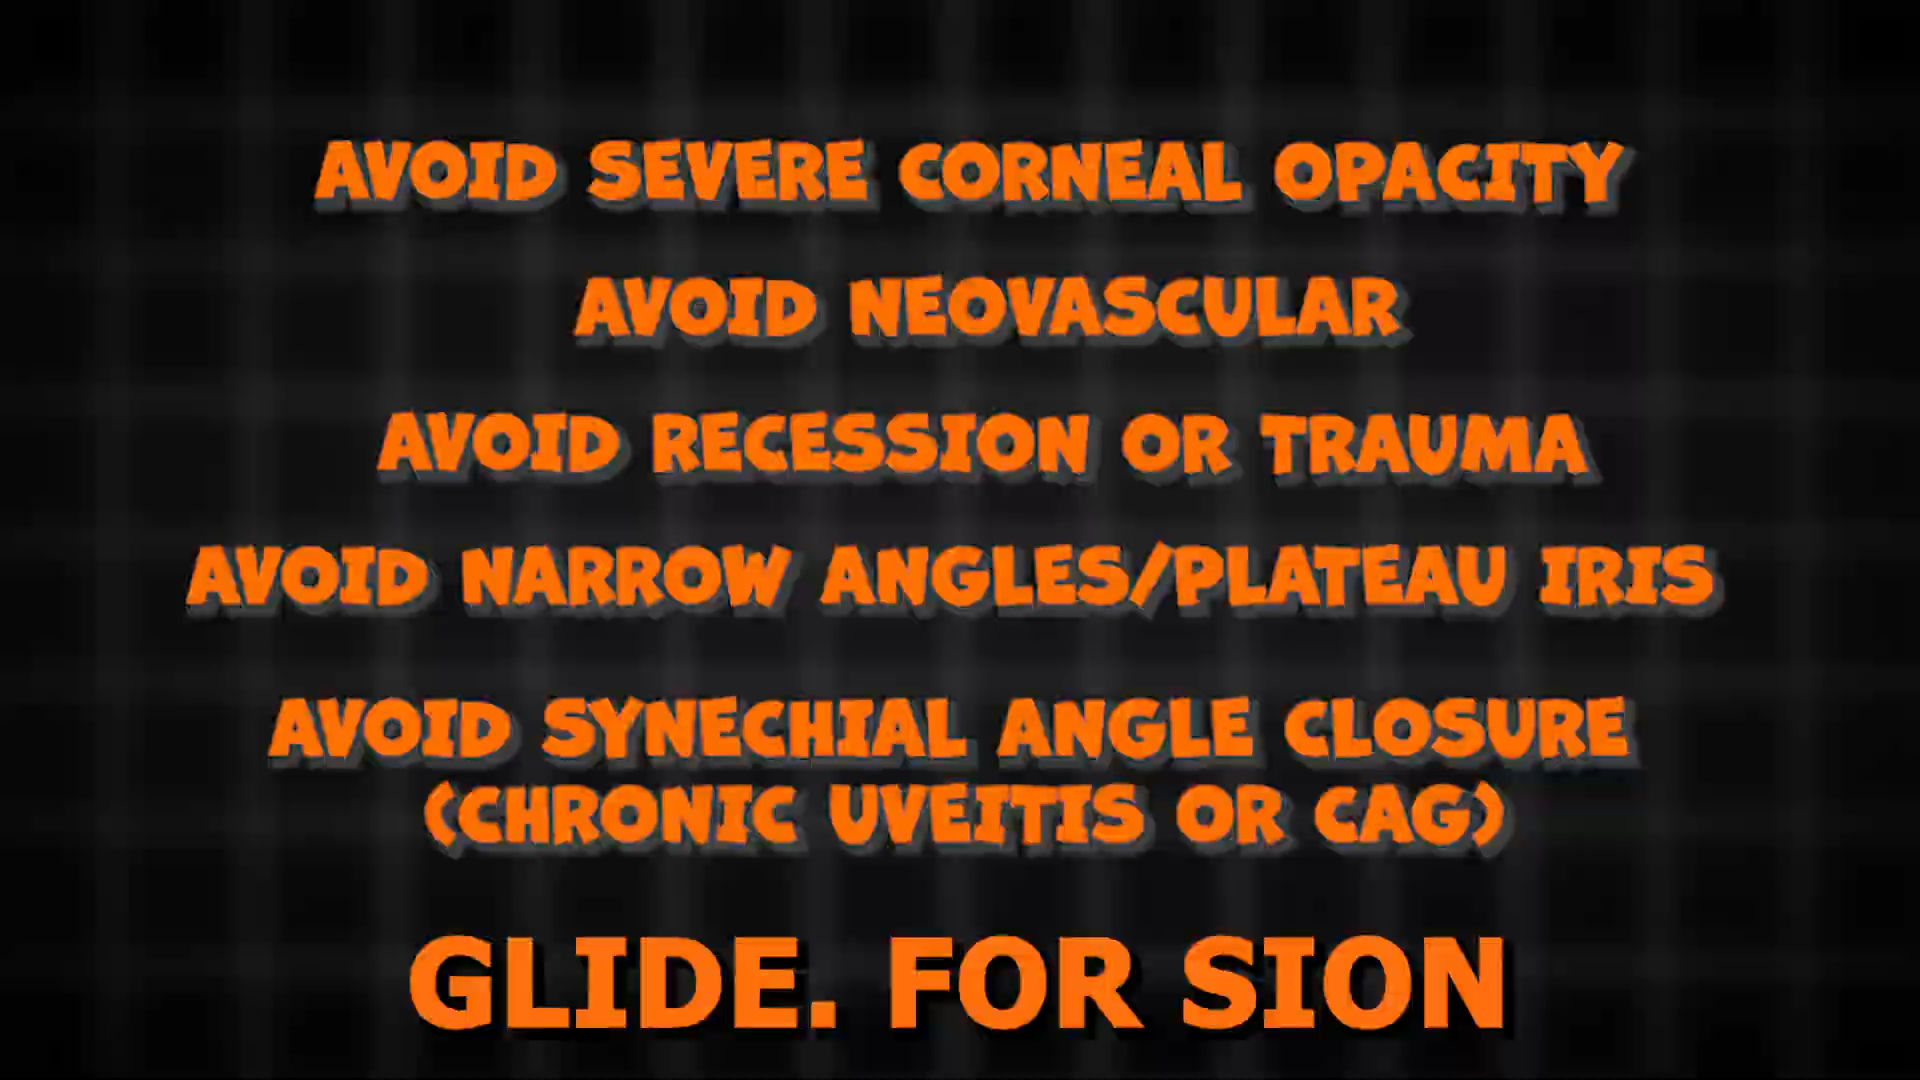 AVOID SEVERE CORNEAL OPACITY
AVOID NEOVASCULAR
AVOID RECESSION OR TRAUMA
AVOID NARROW ANGLES/PLATEAU IRIS
AVOID SYNECHIAL ANGLE CLOSURE
(CHRONIC UVEITIS OR CAG)
GLIDE. FOR SION